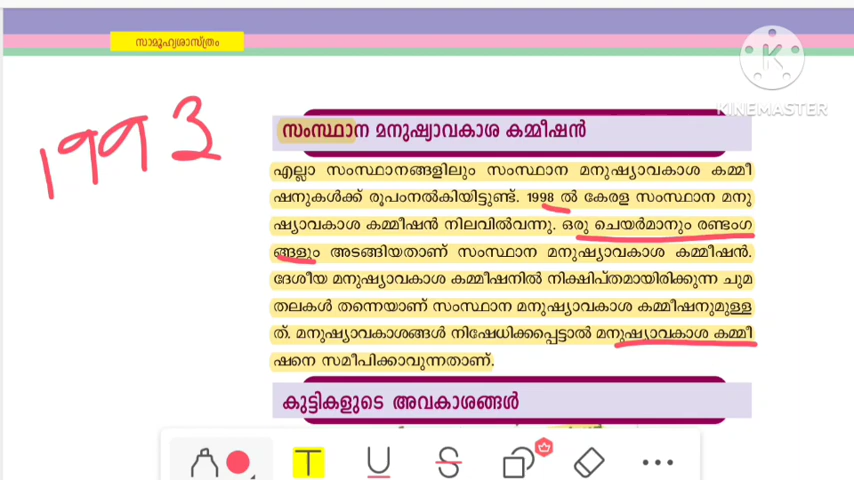 സാമൂഹ്യശാസ്ത്രം
KINEMASTER
1993
സംസ്ഥാന മനുഷ്യാവകാശ കമ്മീഷൻ
എല്ലാ സംസ്ഥാനങ്ങളിലും സംസ്ഥാന മനുഷ്യാവകാശ കമ്മീ
ഷനുകൾക്ക് രൂപംനൽകിയിട്ടുണ്ട്. 1998 ൽ കേരള സംസ്ഥാന മനു
ഷ്യാവകാശ കമ്മീഷൻ നിലവിൽവന്നു. ഒരു ചെയർമാനും രണ്ടംഗ
ങ്ങളും അടങ്ങിയതാണ് സംസ്ഥാന മനുഷ്യാവകാശ കമ്മീഷൻ.
ദേശീയ മനുഷ്യാവകാശ കമ്മീഷനിൽ നിക്ഷിപ്തമായിരിക്കുന്ന ചുമ
തലകൾ തന്നെയാണ് സംസ്ഥാന മനുഷ്യാവകാശ കമ്മീഷനുമുള്ള
ത്. മനുഷ്യാവകാശങ്ങൾ നിഷേധിക്കപ്പെട്ടാൽ മനുഷ്യാവകാശ കമ്മീ
ഷനെ സമീപിക്കാവുന്നതാണ്.
കുട്ടികളുടെ അവകാശങ്ങൾ